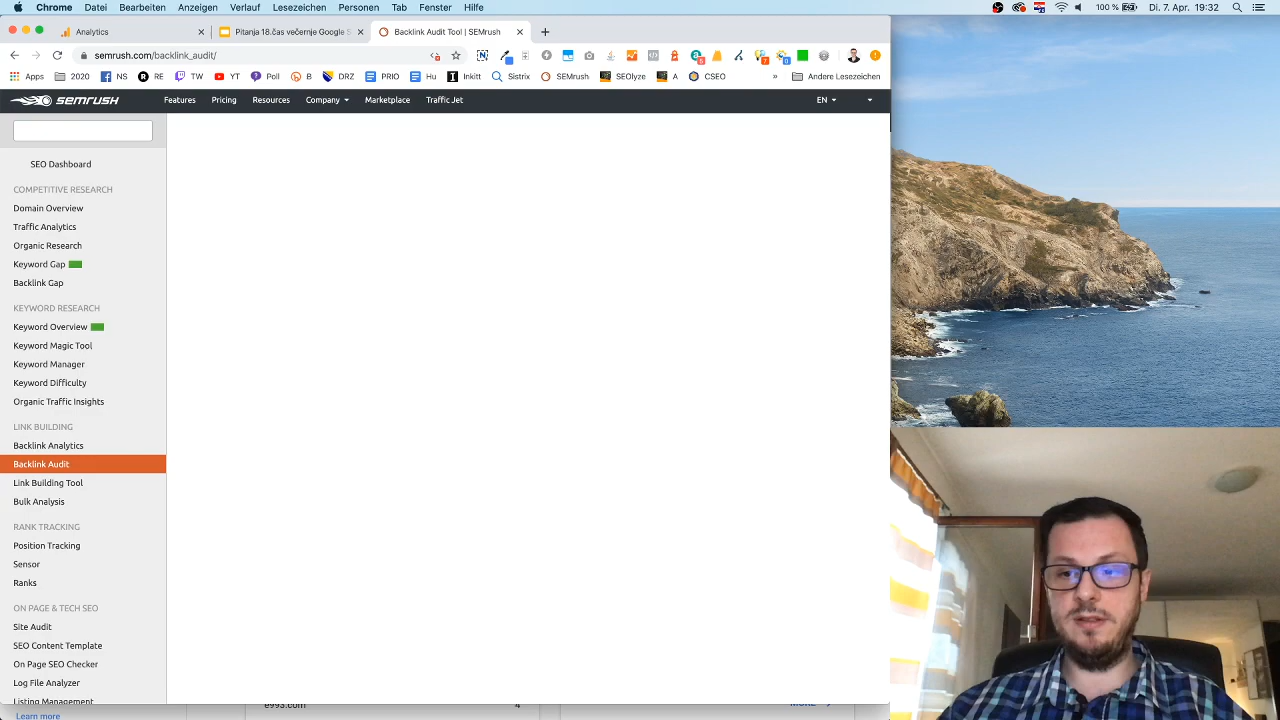 Chrome Datei Bearbeiten Anzeigen Verlauf Lesezeichen Personen Tab Fenster Hilfe 100 % Di. 7. Apr. 19:32
Analytics Pitanja 18.čas večernje Google S Backlink Audit Tool | SEMrush
semrush.com/backlink_audit/
Apps 2020 NS RE TW YT Poll B DRZ PRIO Hu Inkitt Sistrix SEMrush SEOlyze A CSEO » Andere Lesezeichen
SEMRUSH Features Pricing Resources Company Marketplace Traffic Jet EN
SEO Dashboard
COMPETITIVE RESEARCH
Domain Overview
Traffic Analytics
Organic Research
Keyword Gap
Backlink Gap
KEYWORD RESEARCH
Keyword Overview
Keyword Magic Tool
Keyword Manager
Keyword Difficulty
Organic Traffic Insights
LINK BUILDING
Backlink Analytics
Backlink Audit
Link Building Tool
Bulk Analysis
RANK TRACKING
Position Tracking
Sensor
Ranks
ON PAGE & TECH SEO
Site Audit
SEO Content Template
On Page SEO Checker
Log File Analyzer
Listing Management
Learn more